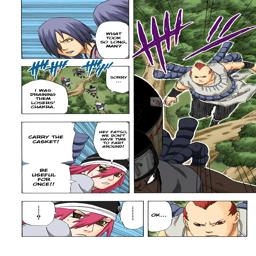 WHAT
TOOK
SO LONG,
MAN?
SORRY...
I WAS
DRAINING
THEM
LOSERS'
CHAKRA.
HEY FATSO,
WE DON'T
HAVE TIME
TO FART
AROUND!
CARRY THE
CASKET!
BE
USEFUL
FOR
ONCE!!
...
?
......
OK...